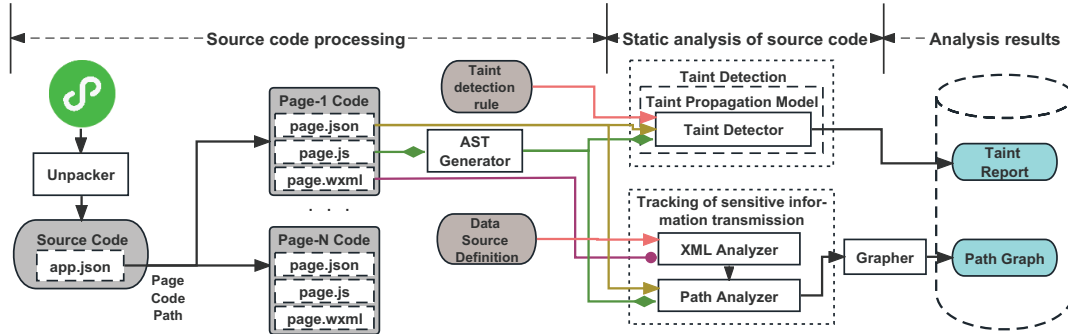 Source code processing
Static analysis of source code
Analysis results
Unpacker
Source Code
app.json
Page
Code
Path
Page-1 Code
page.json
page.js
page.wxml
. . .
Page-N Code
page.json
page.js
page.wxml
Taint
detection
rule
AST
Generator
Data
Source
Definition
Taint Detection
Taint Propagation Model
Taint Detector
Tracking of sensitive infor-
mation transmission
XML Analyzer
Path Analyzer
Grapher
Taint
Report
Path Graph